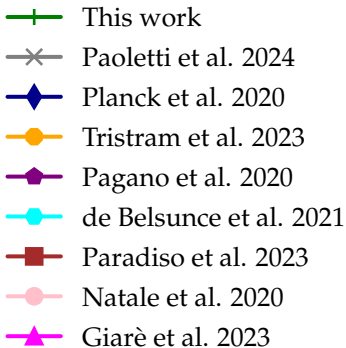 This work
Paoletti et al. 2024
Planck et al. 2020
Tristram et al. 2023
Pagano et al. 2020
de Belsunce et al. 2021
Paradiso et al. 2023
Natale et al. 2020
Giarè et al. 2023